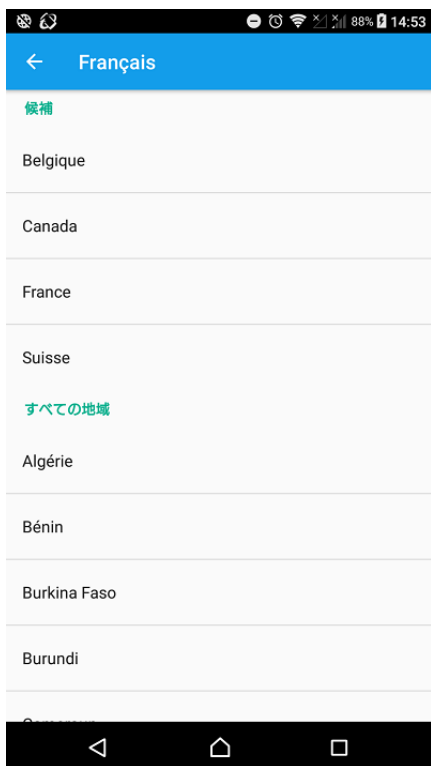 88% 14:53
Français
候補
Belgique
Canada
France
Suisse
すべての地域
Algérie
Bénin
Burkina Faso
Burundi